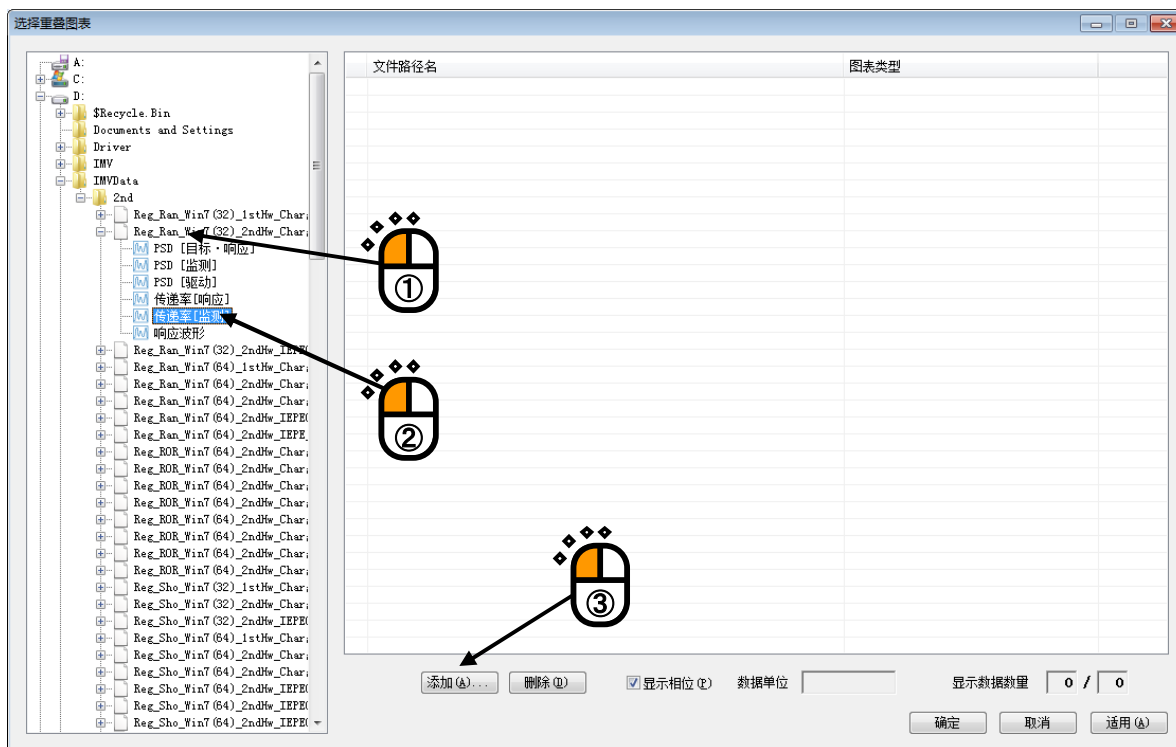 选择重叠图表
A:
C:
D:
$Recycle.Bin
Documents and Settings
Driver
IMV
IMVData
2nd
Reg_Ran_Win7(32)_1stHw_Char
Reg_Ran_Win7(32)_2ndHw_Char
PSD [目标·响应]
PSD [监测]
PSD [驱动]
传递率[响应]
传递率[监测]
响应波形
Reg_Ran_Win7(32)_2ndHw_IEPE
Reg_Ran_Win7(64)_1stHw_Char
Reg_Ran_Win7(64)_2ndHw_Char
Reg_Ran_Win7(64)_2ndHw_Char
Reg_Ran_Win7(64)_2ndHw_IEPE
Reg_Ran_Win7(64)_2ndHw_IEPE_
Reg_ROR_Win7(64)_2ndHw_Char
Reg_ROR_Win7(64)_2ndHw_Char
Reg_ROR_Win7(64)_2ndHw_Char
Reg_ROR_Win7(64)_2ndHw_Char
Reg_ROR_Win7(64)_2ndHw_Char
Reg_ROR_Win7(64)_2ndHw_Char
Reg_ROR_Win7(64)_2ndHw_Char
Reg_ROR_Win7(64)_2ndHw_Char
Reg_Sho_Win7(32)_1stHw_Char
Reg_Sho_Win7(32)_2ndHw_Char
Reg_Sho_Win7(32)_2ndHw_IEPE
Reg_Sho_Win7(64)_1stHw_Char
Reg_Sho_Win7(64)_2ndHw_Char
Reg_Sho_Win7(64)_2ndHw_Char
Reg_Sho_Win7(64)_2ndHw_IEPE
Reg_Sho_Win7(64)_2ndHw_IEPE
Reg_Sho_Win7(64)_2ndHw_IEPE
文件路径名 图表类型
①
②
③
添加(A)... 删除(D) 显示相位(P) 数据单位 显示数据数量 0 / 0
确定 取消 适用(A)